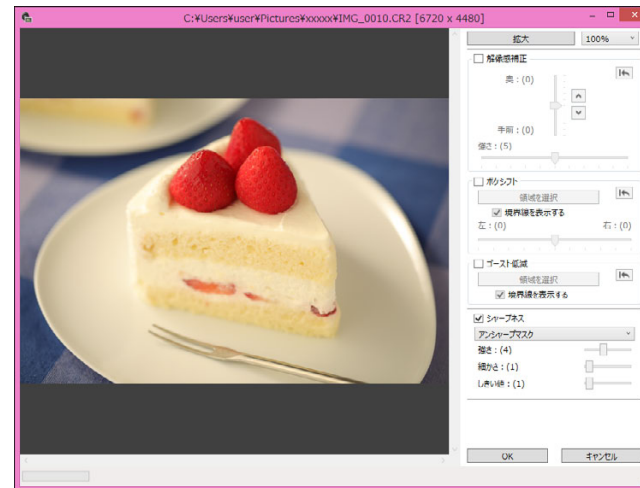 C:¥Users¥user¥Pictures¥xxxxx¥IMG_0010.CR2 [6720 x 4480]
拡大 100%
解像感補正
奥 : (0)
手前 : (0)
強さ : (5)
ボケシフト
領域を選択
境界線を表示する
左 : (0) 右 : (0)
ゴースト低減
領域を選択
境界線を表示する
シャープネス
アンシャープマスク
強さ : (4)
細かさ : (1)
しきい値 : (1)
OK キャンセル